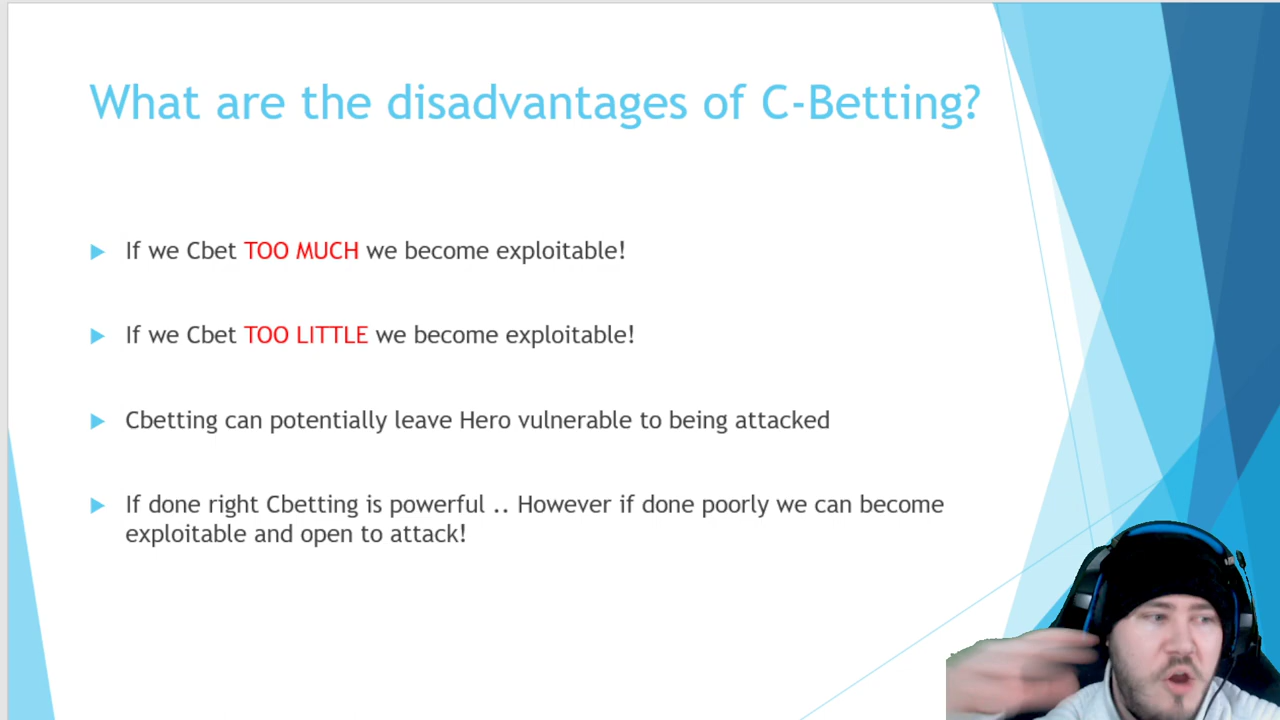 What are the disadvantages of C-Betting?
If we Cbet TOO MUCH we become exploitable!
If we Cbet TOO LITTLE we become exploitable!
Cbetting can potentially leave Hero vulnerable to being attacked
If done right Cbetting is powerful .. However if done poorly we can become
exploitable and open to attack!